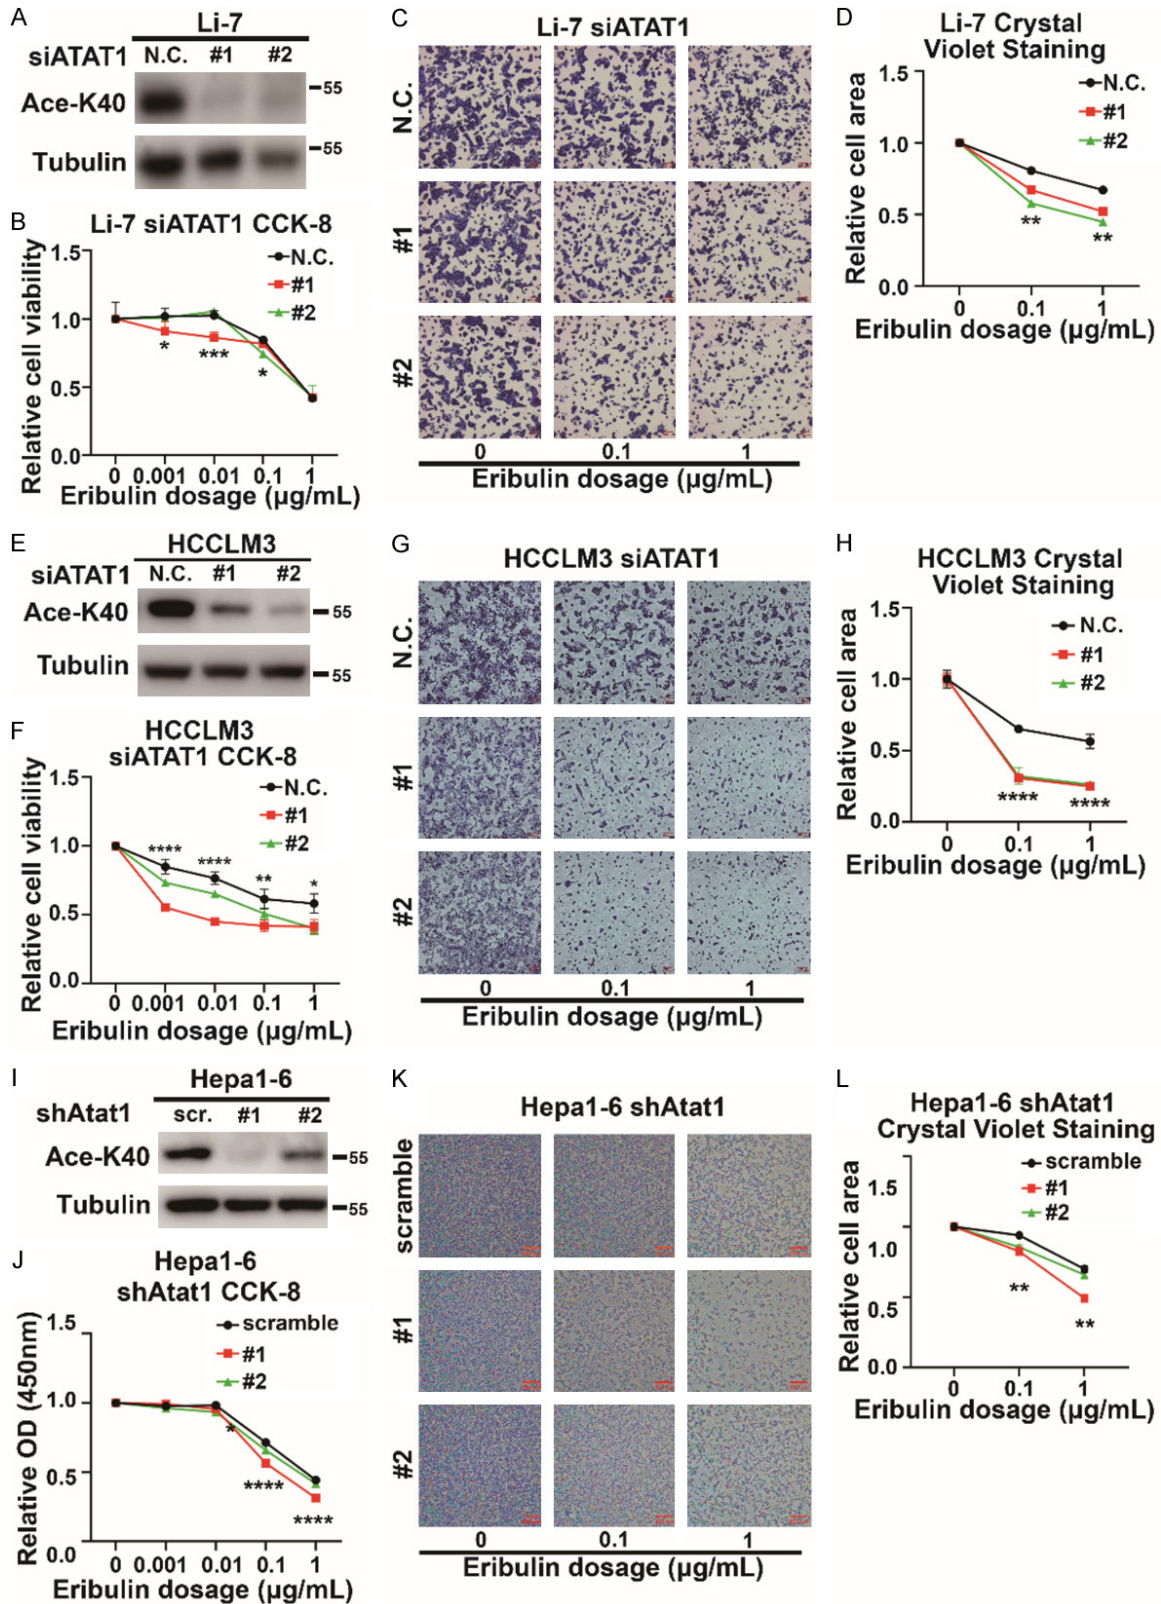 A
Li-7
siATAT1 N.C. #1 #2
Ace-K40
55
Tubulin
55
B
Li-7 siATAT1 CCK-8
Relative cell viability
1.5
1.0
0.5
0.0
N.C.
#1
#2
* *** *
0 0.001 0.01 0.1 1
Eribulin dosage (µg/mL)
C
Li-7 siATAT1
N.C.
#1
#2
0 0.1 1
Eribulin dosage (µg/mL)
D
Li-7 Crystal
Violet Staining
Relative cell area
1.5
1.0
0.5
0.0
N.C.
#1
#2
** **
0 0.1 1
Eribulin dosage (µg/mL)
E
HCCLM3
siATAT1 N.C. #1 #2
Ace-K40
55
Tubulin
55
F
HCCLM3
siATAT1 CCK-8
Relative cell viability
1.5
1.0
0.5
0.0
N.C.
#1
#2
**** **** ** *
0 0.001 0.01 0.1 1
Eribulin dosage (µg/mL)
G
HCCLM3 siATAT1
N.C.
#1
#2
0 0.1 1
Eribulin dosage (µg/mL)
H
HCCLM3 Crystal
Violet Staining
Relative cell area
1.5
1.0
0.5
0.0
N.C.
#1
#2
**** ****
0 0.1 1
Eribulin dosage (µg/mL)
I
Hepa1-6
shAtat1 scr. #1 #2
Ace-K40
55
Tubulin
55
J
Hepa1-6
shAtat1 CCK-8
Relative OD (450nm)
1.5
1.0
0.5
0.0
scramble
#1
#2
* **** ****
0 0.001 0.01 0.1 1
Eribulin dosage (µg/mL)
K
Hepa1-6 shAtat1
scramble
#1
#2
0 0.1 1
Eribulin dosage (µg/mL)
L
Hepa1-6 shAtat1
Crystal Violet Staining
Relative cell area
1.5
1.0
0.5
0.0
scramble
#1
#2
** **
0 0.1 1
Eribulin dosage (µg/mL)